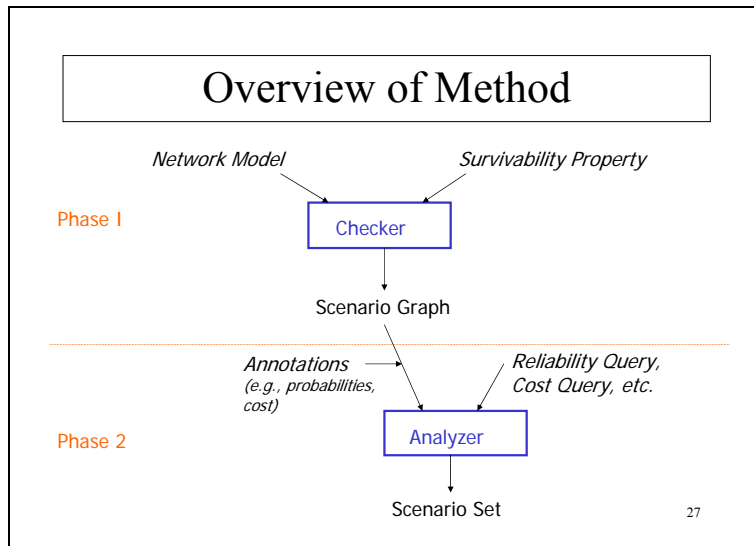 Overview of Method
Network Model
Survivability Property
Phase I
Checker
Scenario Graph
Annotations
(e.g., probabilities,
cost)
Reliability Query,
Cost Query, etc.
Phase 2
Analyzer
Scenario Set
27